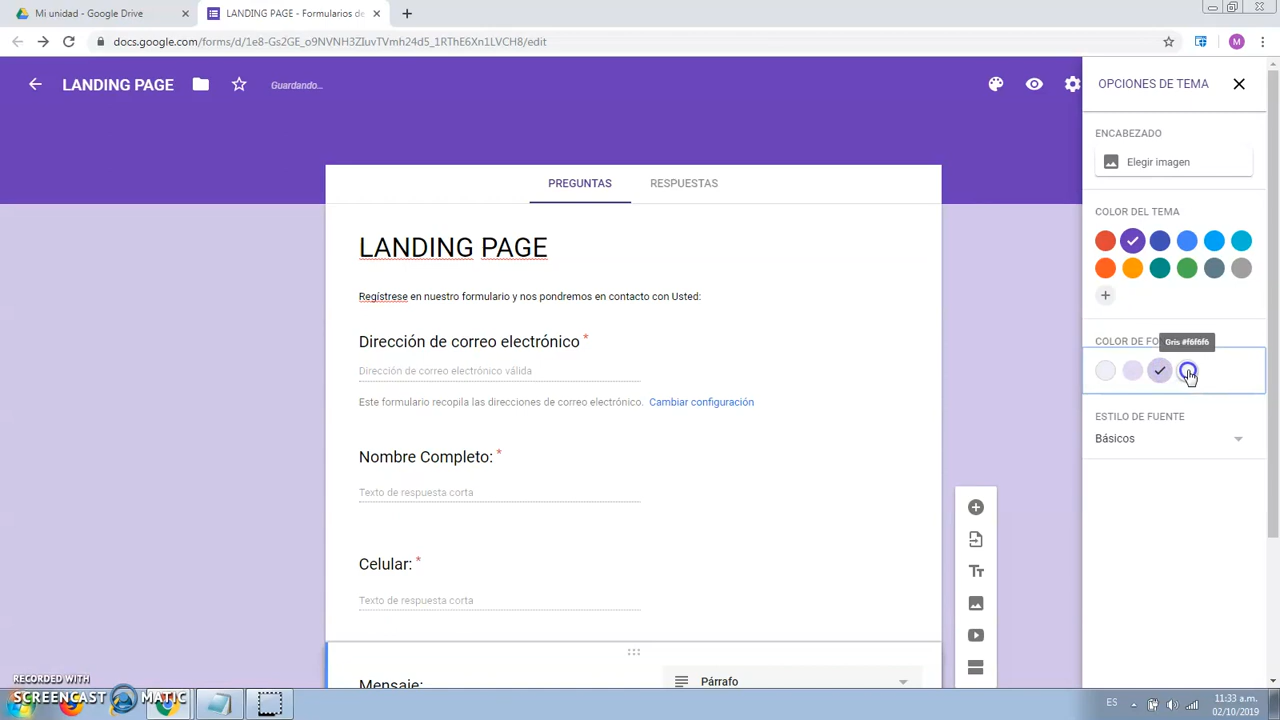 Mi unidad - Google Drive
LANDING PAGE - Formularios de
docs.google.com/forms/d/1e8-Gs2GE_o9NVNH3ZIuvTVmh24d5_1RThE6Xn1LVCH8/edit
M
LANDING PAGE
Guardando...
OPCIONES DE TEMA
ENCABEZADO
Elegir imagen
PREGUNTAS
RESPUESTAS
COLOR DEL TEMA
LANDING PAGE
Regístrese en nuestro formulario y nos pondremos en contacto con Usted:
Dirección de correo electrónico *
COLOR DE FO
Gris #f6f6f6
Dirección de correo electrónico válida
Este formulario recopila las direcciones de correo electrónico. Cambiar configuración
ESTILO DE FUENTE
Básicos
Nombre Completo: *
Texto de respuesta corta
Celular: *
Tt
Texto de respuesta corta
Mensaje:
Párrafo
RECORDED WITH
SCREENCAST MATIC
ES
11:33 a.m.
02/10/2019